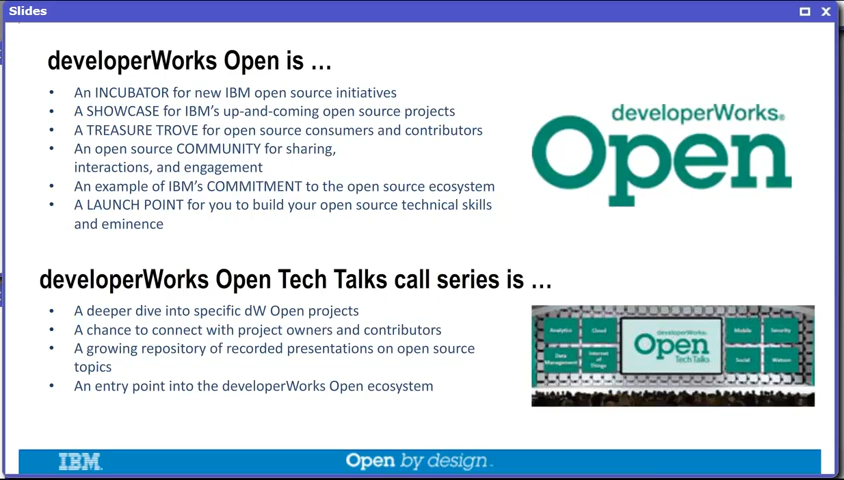 Slides
developerWorks Open is …
• An INCUBATOR for new IBM open source initiatives
• A SHOWCASE for IBM's up-and-coming open source projects
• A TREASURE TROVE for open source consumers and contributors
• An open source COMMUNITY for sharing,
interactions, and engagement
• An example of IBM's COMMITMENT to the open source ecosystem
• A LAUNCH POINT for you to build your open source technical skills
and eminence
developerWorks®
Open
developerWorks Open Tech Talks call series is …
• A deeper dive into specific dW Open projects
• A chance to connect with project owners and contributors
• A growing repository of recorded presentations on open source
topics
• An entry point into the developerWorks Open ecosystem
Analytics
Cloud
Data
Management
Internet
of
Things
developerWorks
Open
Tech Talks
Mobile
Security
Social
Watson
IBM
Open by design